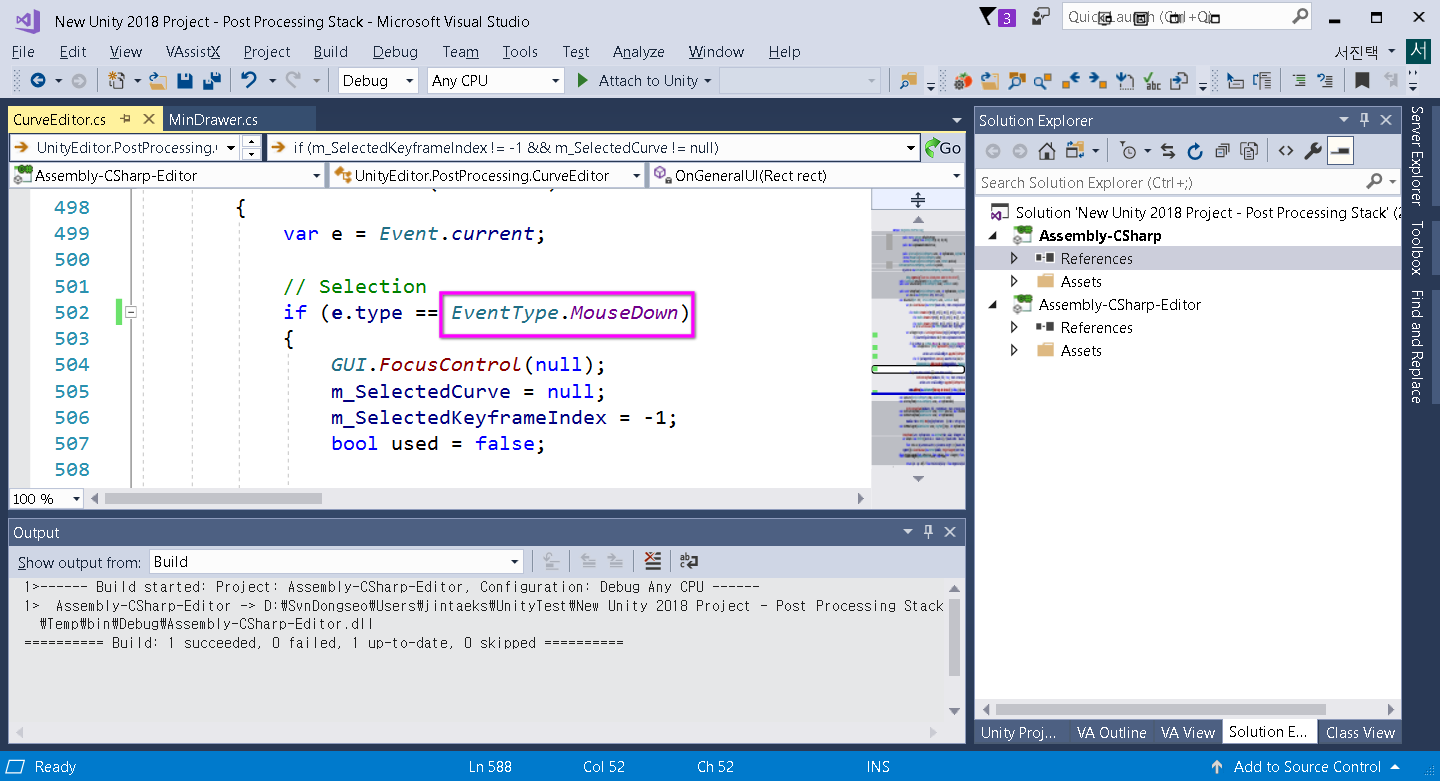 New Unity 2018 Project - Post Processing Stack - Microsoft Visual Studio
3
Quick Launch (Ctrl+Q)
File Edit View VAssistX Project Build Debug Team Tools Test Analyze Window Help
서진택 서
Debug Any CPU Attach to Unity
CurveEditor.cs MinDrawer.cs
UnityEditor.PostProcessing. if (m_SelectedKeyframeIndex != -1 && m_SelectedCurve != null) Go
Assembly-CSharp-Editor UnityEditor.PostProcessing.CurveEditor OnGeneralUI(Rect rect)
498 {
499 var e = Event.current;
500
501 // Selection
502 if (e.type == EventType.MouseDown)
503 {
504 GUI.FocusControl(null);
505 m_SelectedCurve = null;
506 m_SelectedKeyframeIndex = -1;
507 bool used = false;
508
100 %
Output
Show output from: Build
1>------ Build started: Project: Assembly-CSharp-Editor, Configuration: Debug Any CPU ------
1> Assembly-CSharp-Editor -> D:₩SvnDongseo₩Users₩jintaeks₩UnityTest₩New Unity 2018 Project - Post Processing Stack
₩Temp₩bin₩Debug₩Assembly-CSharp-Editor.dll
========== Build: 1 succeeded, 0 failed, 1 up-to-date, 0 skipped ==========
Solution Explorer
Search Solution Explorer (Ctrl+;)
Solution 'New Unity 2018 Project - Post Processing Stack' (2
Assembly-CSharp
References
Assets
Assembly-CSharp-Editor
References
Assets
Unity Proj... VA Outline VA View Solution E... Class View
Server Explorer
Toolbox
Find and Replace
Ready Ln 588 Col 52 Ch 52 INS Add to Source Control